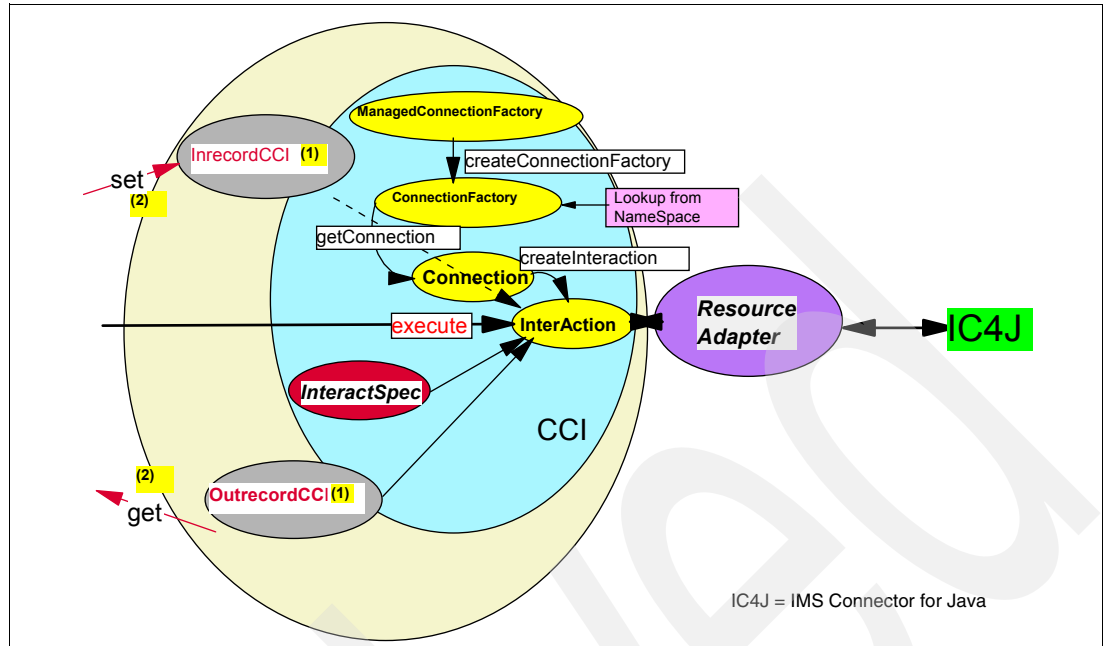 ManagedConnectionFactory
InrecordCCI (1)
createConnectionFactory
set
(2)
ConnectionFactory
Lookup from
NameSpace
getConnection
createInteraction
Connection
Resource
Adapter
execute
InterAction
IC4J
InteractSpec
CCI
(2)
OutrecordCCI (1)
get
IC4J = IMS Connector for Java